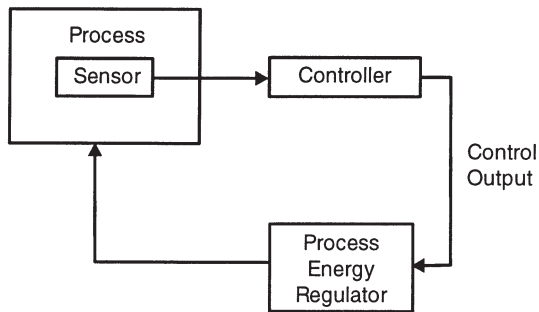 Process
Sensor
Controller
Control
Output
Process
Energy
Regulator